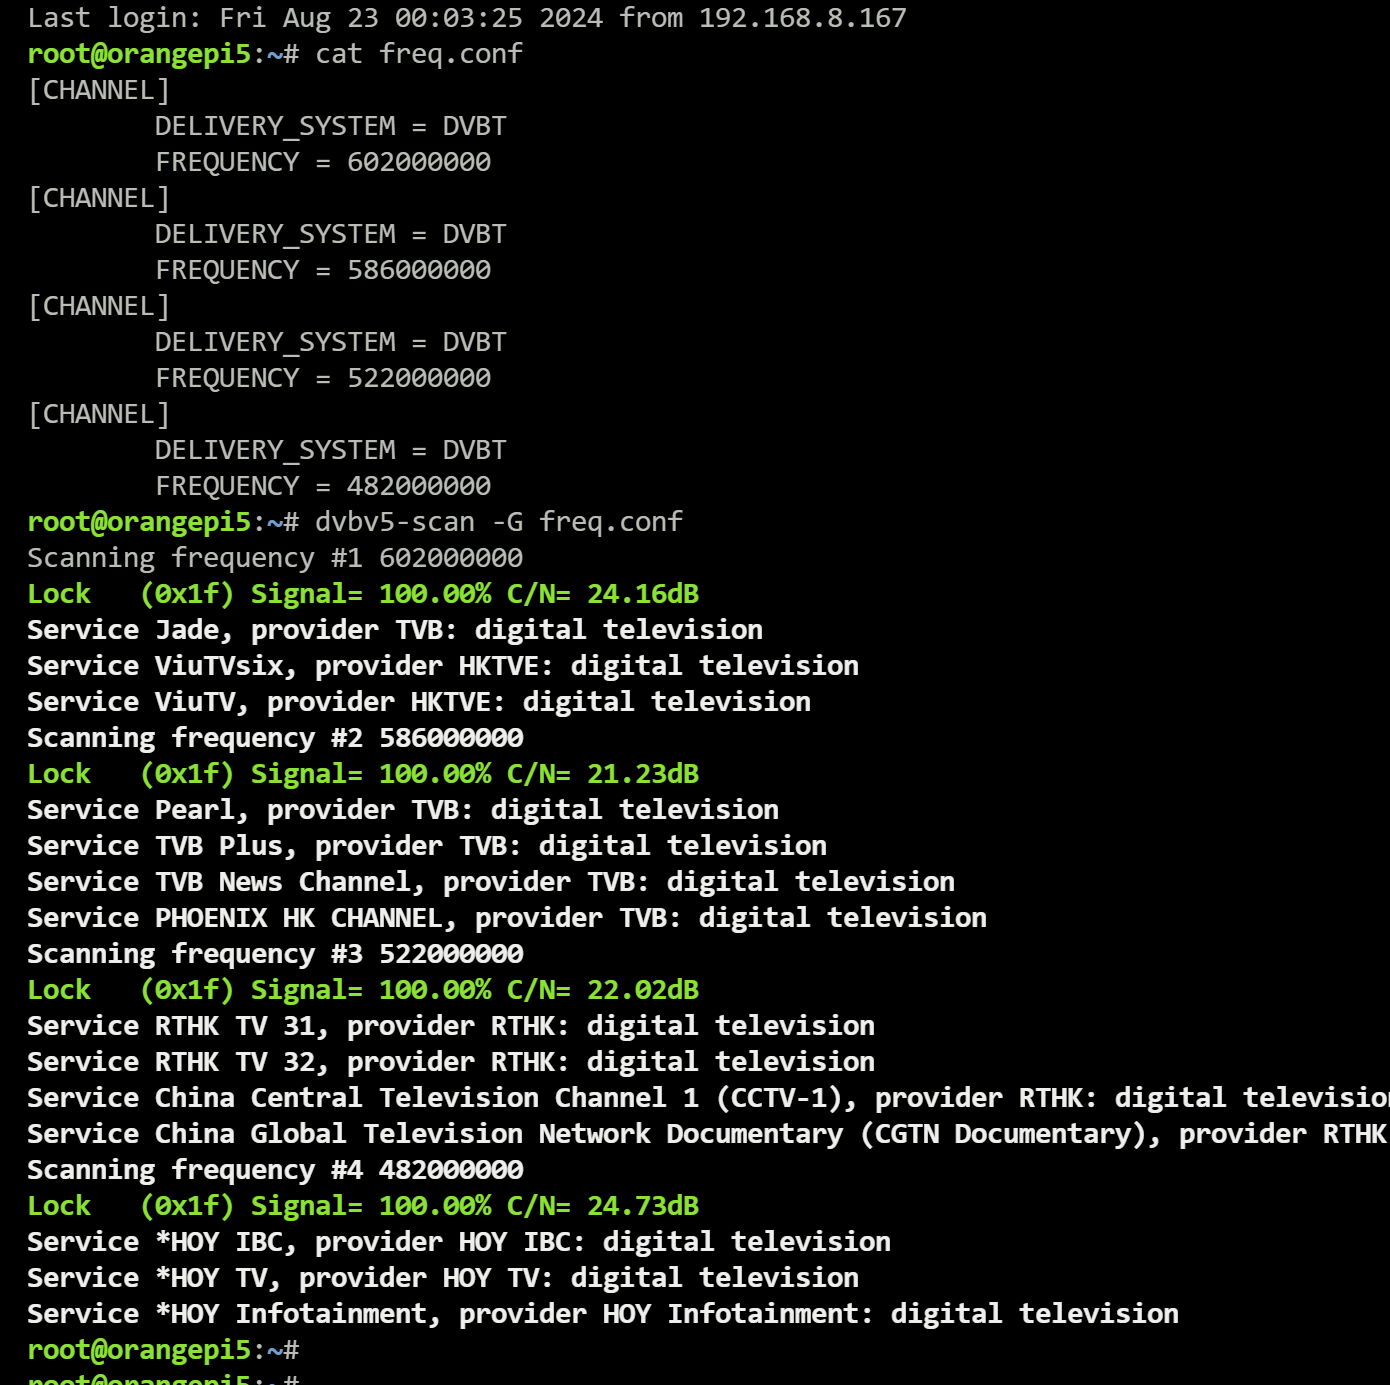 Last login: Fri Aug 23 00:03:25 2024 from 192.168.8.167
root@orangepi5:~# cat freq.conf
[CHANNEL]
        DELIVERY_SYSTEM = DVBT
        FREQUENCY = 602000000
[CHANNEL]
        DELIVERY_SYSTEM = DVBT
        FREQUENCY = 586000000
[CHANNEL]
        DELIVERY_SYSTEM = DVBT
        FREQUENCY = 522000000
[CHANNEL]
        DELIVERY_SYSTEM = DVBT
        FREQUENCY = 482000000
root@orangepi5:~# dvbv5-scan -G freq.conf
Scanning frequency #1 602000000
Lock   (0x1f) Signal= 100.00% C/N= 24.16dB
Service Jade, provider TVB: digital television
Service ViuTVsix, provider HKTVE: digital television
Service ViuTV, provider HKTVE: digital television
Scanning frequency #2 586000000
Lock   (0x1f) Signal= 100.00% C/N= 21.23dB
Service Pearl, provider TVB: digital television
Service TVB Plus, provider TVB: digital television
Service TVB News Channel, provider TVB: digital television
Service PHOENIX HK CHANNEL, provider TVB: digital television
Scanning frequency #3 522000000
Lock   (0x1f) Signal= 100.00% C/N= 22.02dB
Service RTHK TV 31, provider RTHK: digital television
Service RTHK TV 32, provider RTHK: digital television
Service China Central Television Channel 1 (CCTV-1), provider RTHK: digital television
Service China Global Television Network Documentary (CGTN Documentary), provider RTHK
Scanning frequency #4 482000000
Lock   (0x1f) Signal= 100.00% C/N= 24.73dB
Service *HOY IBC, provider HOY IBC: digital television
Service *HOY TV, provider HOY TV: digital television
Service *HOY Infotainment, provider HOY Infotainment: digital television
root@orangepi5:~#
root@orangepi5:~#